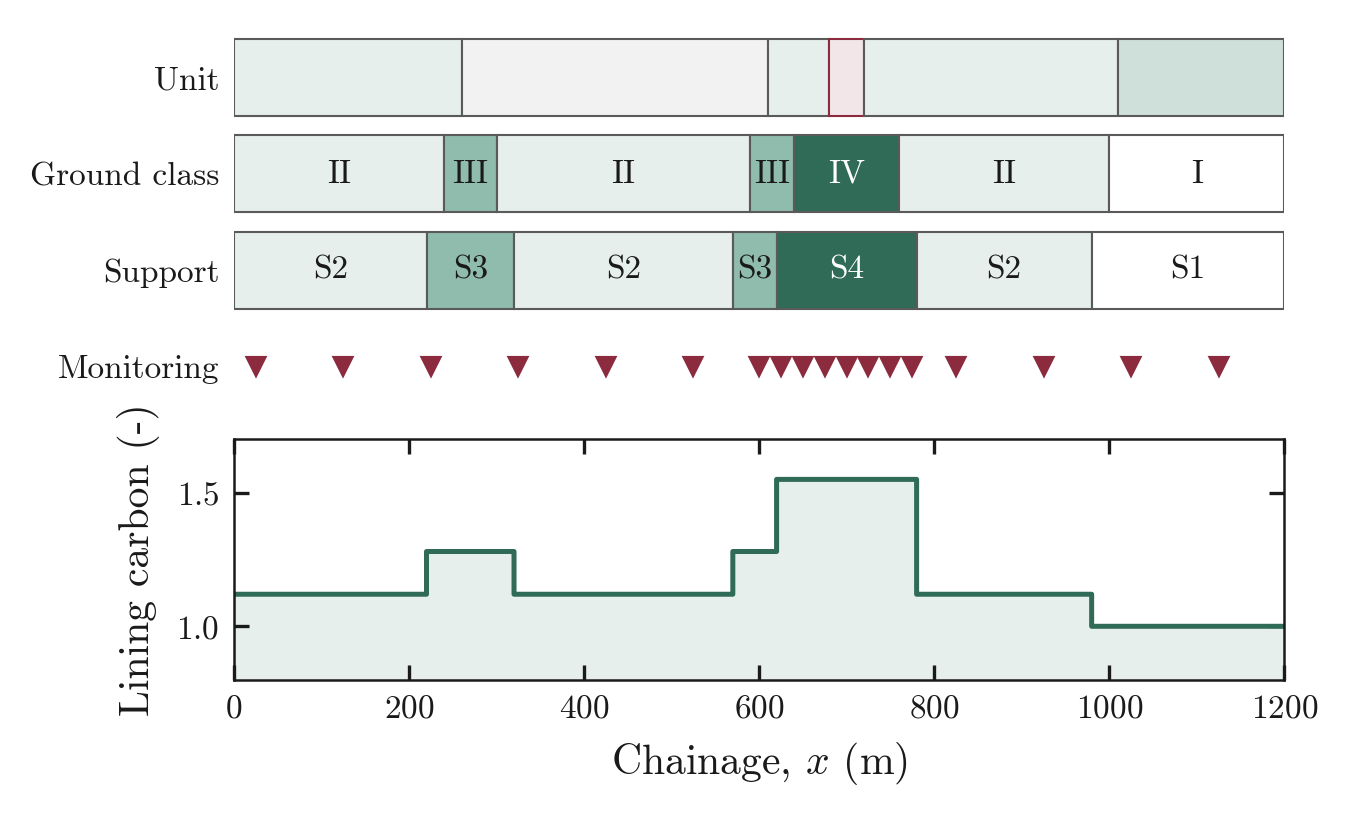 Unit
Ground class
II III II III IV II I
Support
S2 S3 S2 S3 S4 S2 S1
Monitoring
Lining carbon (-)
1.5
1.0
0 200 400 600 800 1000 1200
Chainage, x (m)